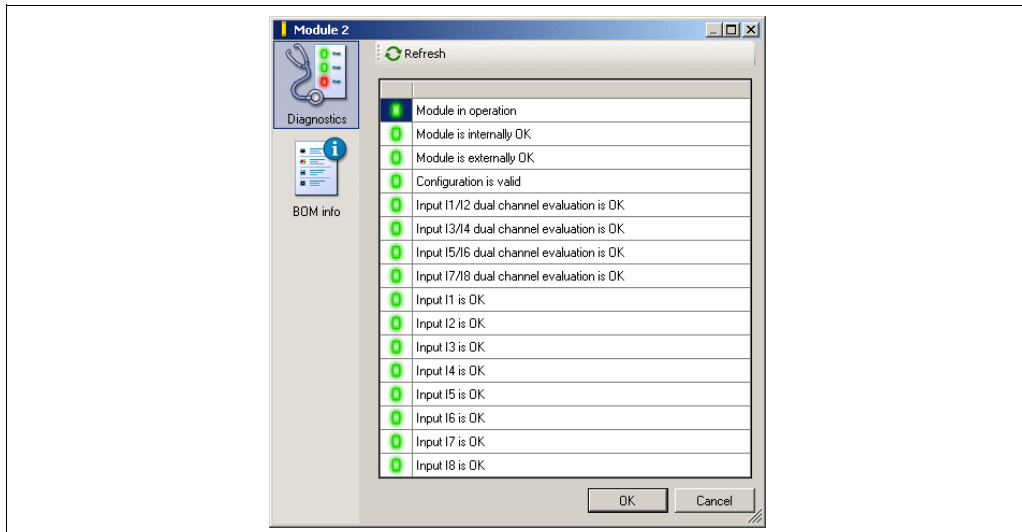 Module 2
Refresh
Diagnostics
BOM info
Module in operation
Module is internally OK
Module is externally OK
Configuration is valid
Input I1/I2 dual channel evaluation is OK
Input I3/I4 dual channel evaluation is OK
Input I5/I6 dual channel evaluation is OK
Input I7/I8 dual channel evaluation is OK
Input I1 is OK
Input I2 is OK
Input I3 is OK
Input I4 is OK
Input I5 is OK
Input I6 is OK
Input I7 is OK
Input I8 is OK
OK
Cancel